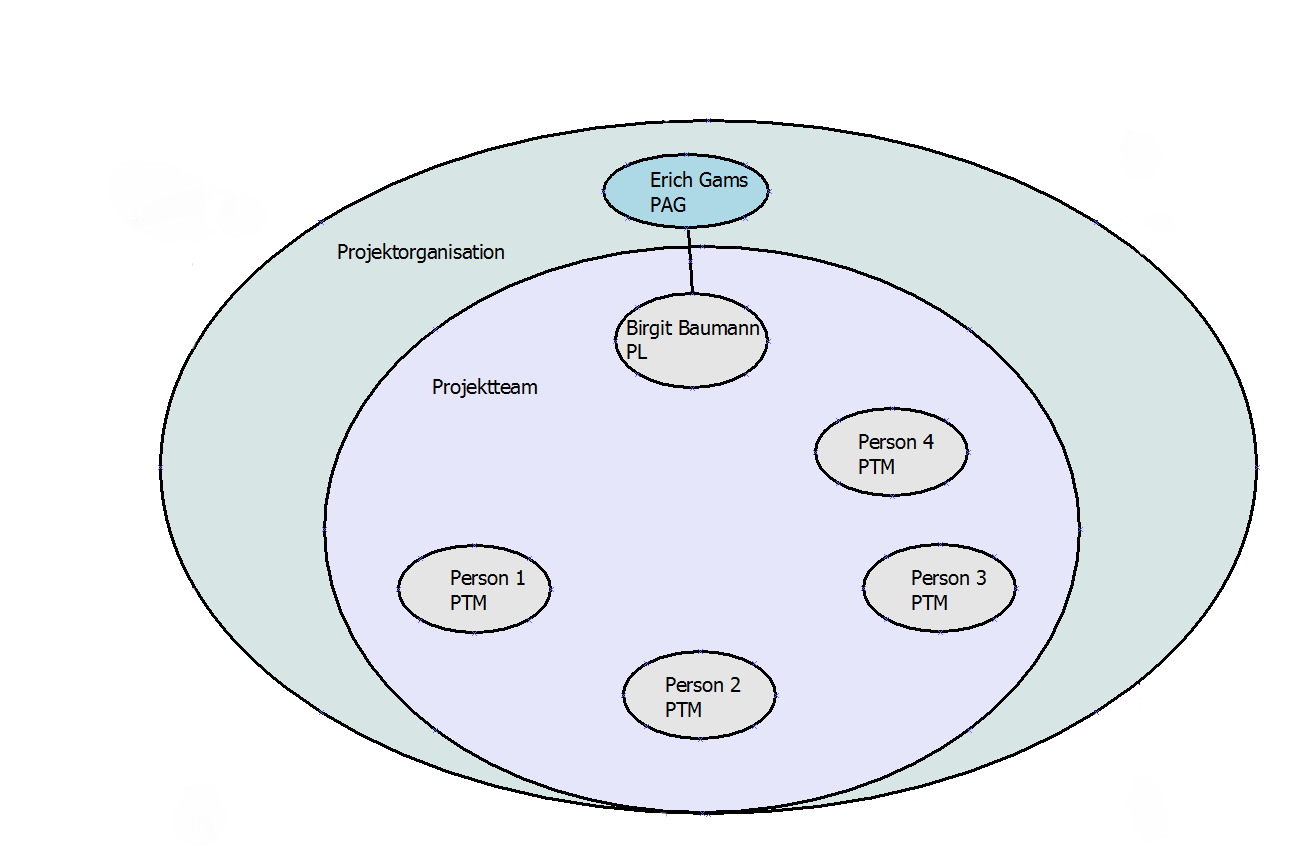 Erich Gams
PAG
Projektorganisation
Birgit Baumann
PL
Projektteam
Person 4
PTM
Person 1
PTM
Person 3
PTM
Person 2
PTM